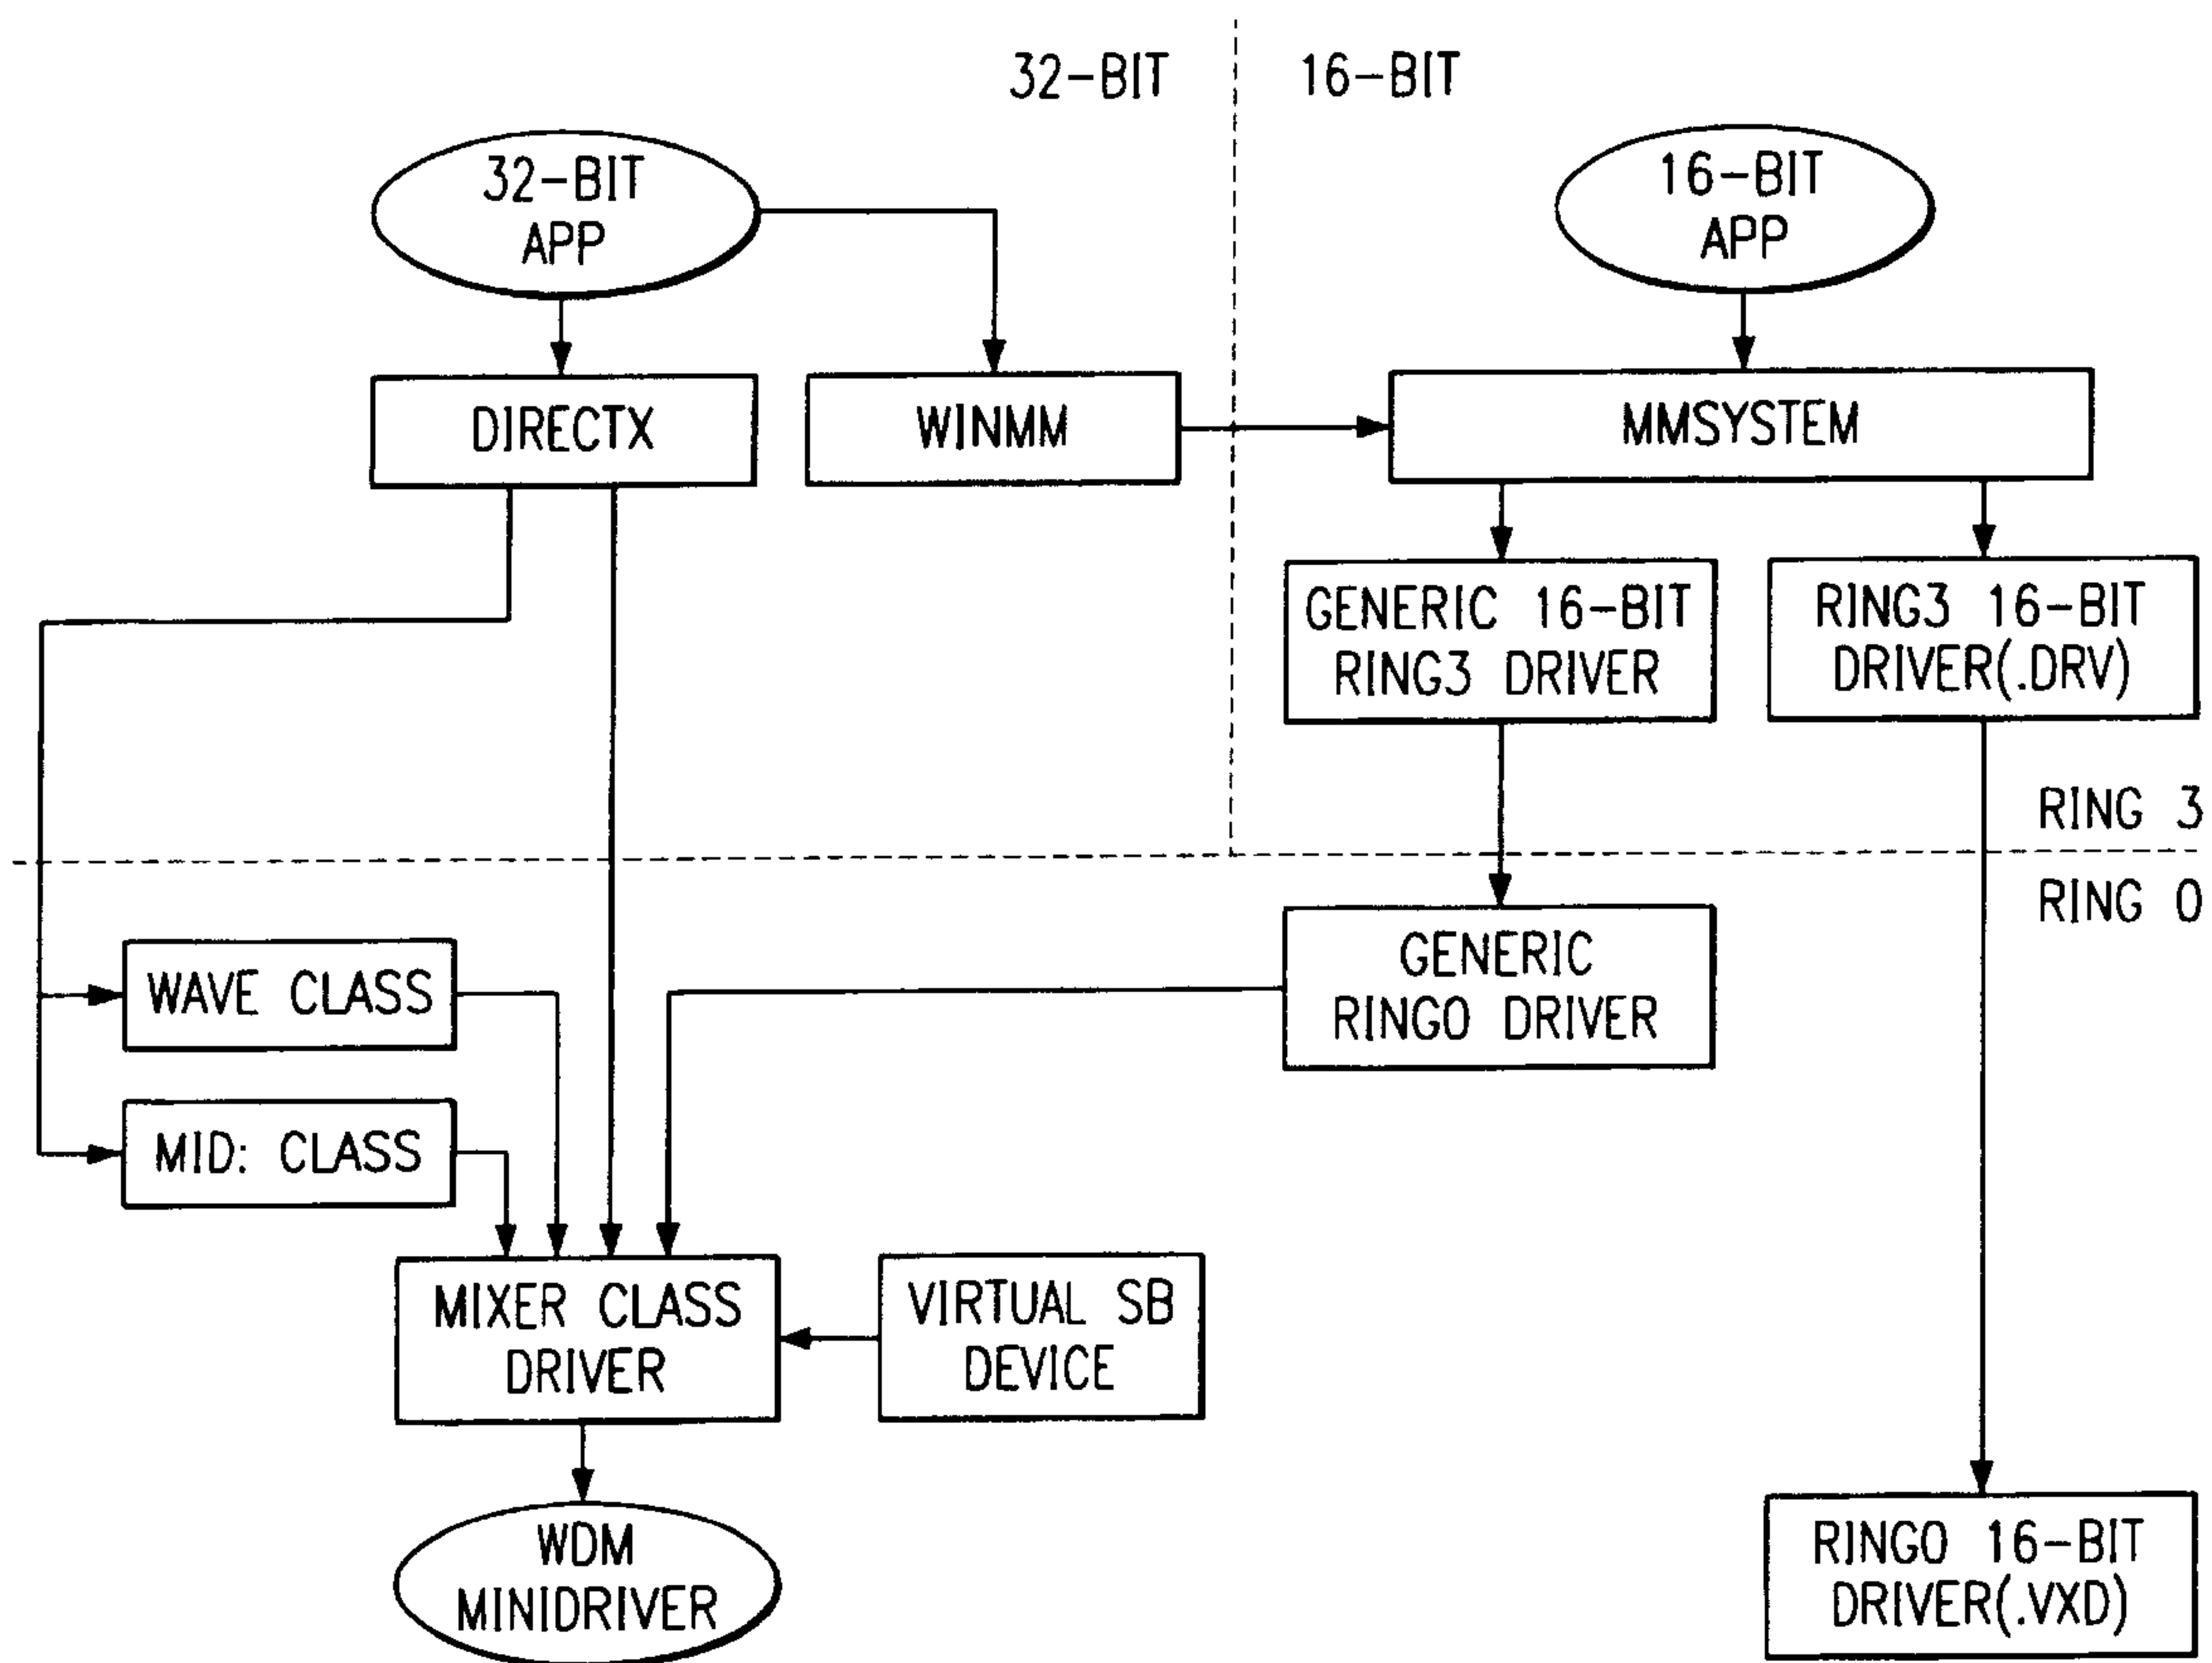 32-BIT
16-BIT
32-BIT
APP
16-BIT
APP
DIRECTX
WINMM
MMSYSTEM
GENERIC 16-BIT
RING3 DRIVER
RING3 16-BIT
DRIVER(.DRV)
RING 3
RING 0
GENERIC
RING0 DRIVER
WAVE CLASS
MID: CLASS
MIXER CLASS
DRIVER
VIRTUAL SB
DEVICE
WDM
MINIDRIVER
RING0 16-BIT
DRIVER(.VXD)